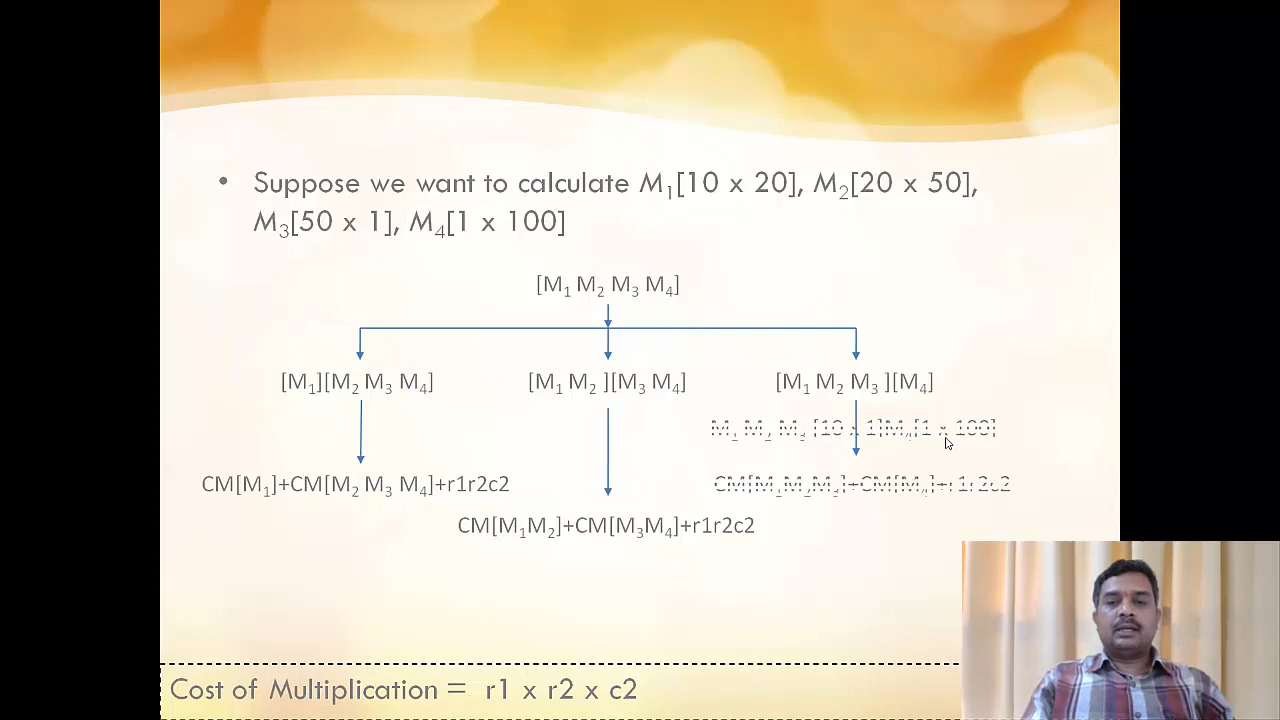 • Suppose we want to calculate M₁[10 x 20], M₂[20 x 50],
M₃[50 x 1], M₄[1 x 100]
[M₁ M₂ M₃ M₄]
[M₁][M₂ M₃ M₄] [M₁ M₂ ][M₃ M₄] [M₁ M₂ M₃ ][M₄]
M₁ M₂ M₃ [10 x 1]M₄[1 x 100]
CM[M₁]+CM[M₂ M₃ M₄]+r1r2c2 CM[M₁M₂M₃]+CM[M₄]+r1r2c2
CM[M₁M₂]+CM[M₃M₄]+r1r2c2
Cost of Multiplication = r1 x r2 x c2